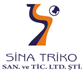 SİNA TRİKO
SAN. ve TİC. LTD. ŞTİ.